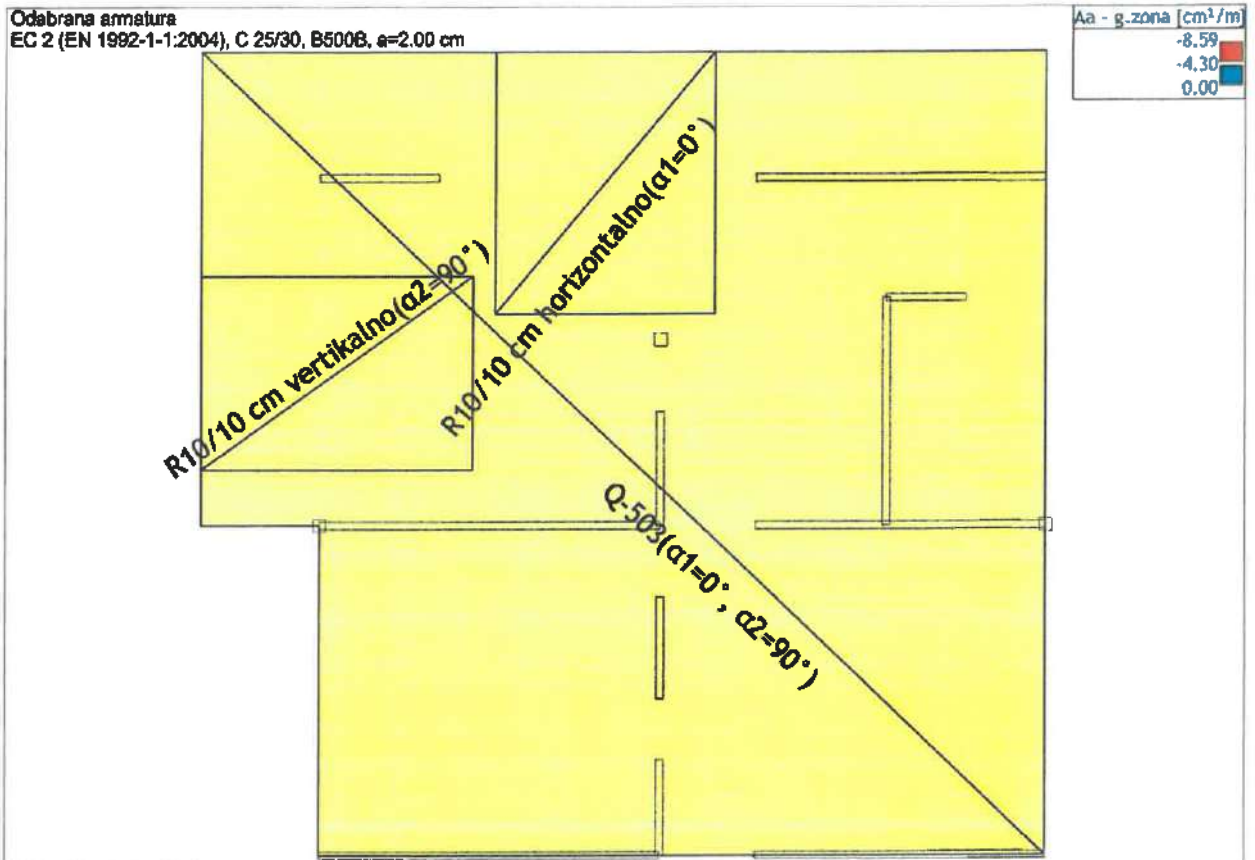 Odabrana armatura
EC 2 (EN 1992-1-1:2004), C 25/30, B500B, a=2.00 cm
Aa - g.zona [cm²/m]
-8.59
-4.30
0.00
R10/10 cm vertikalno(α2=90°)
R10/10 cm horizontalno(α1=0°)
Q-503(α1=0°, α2=90°)